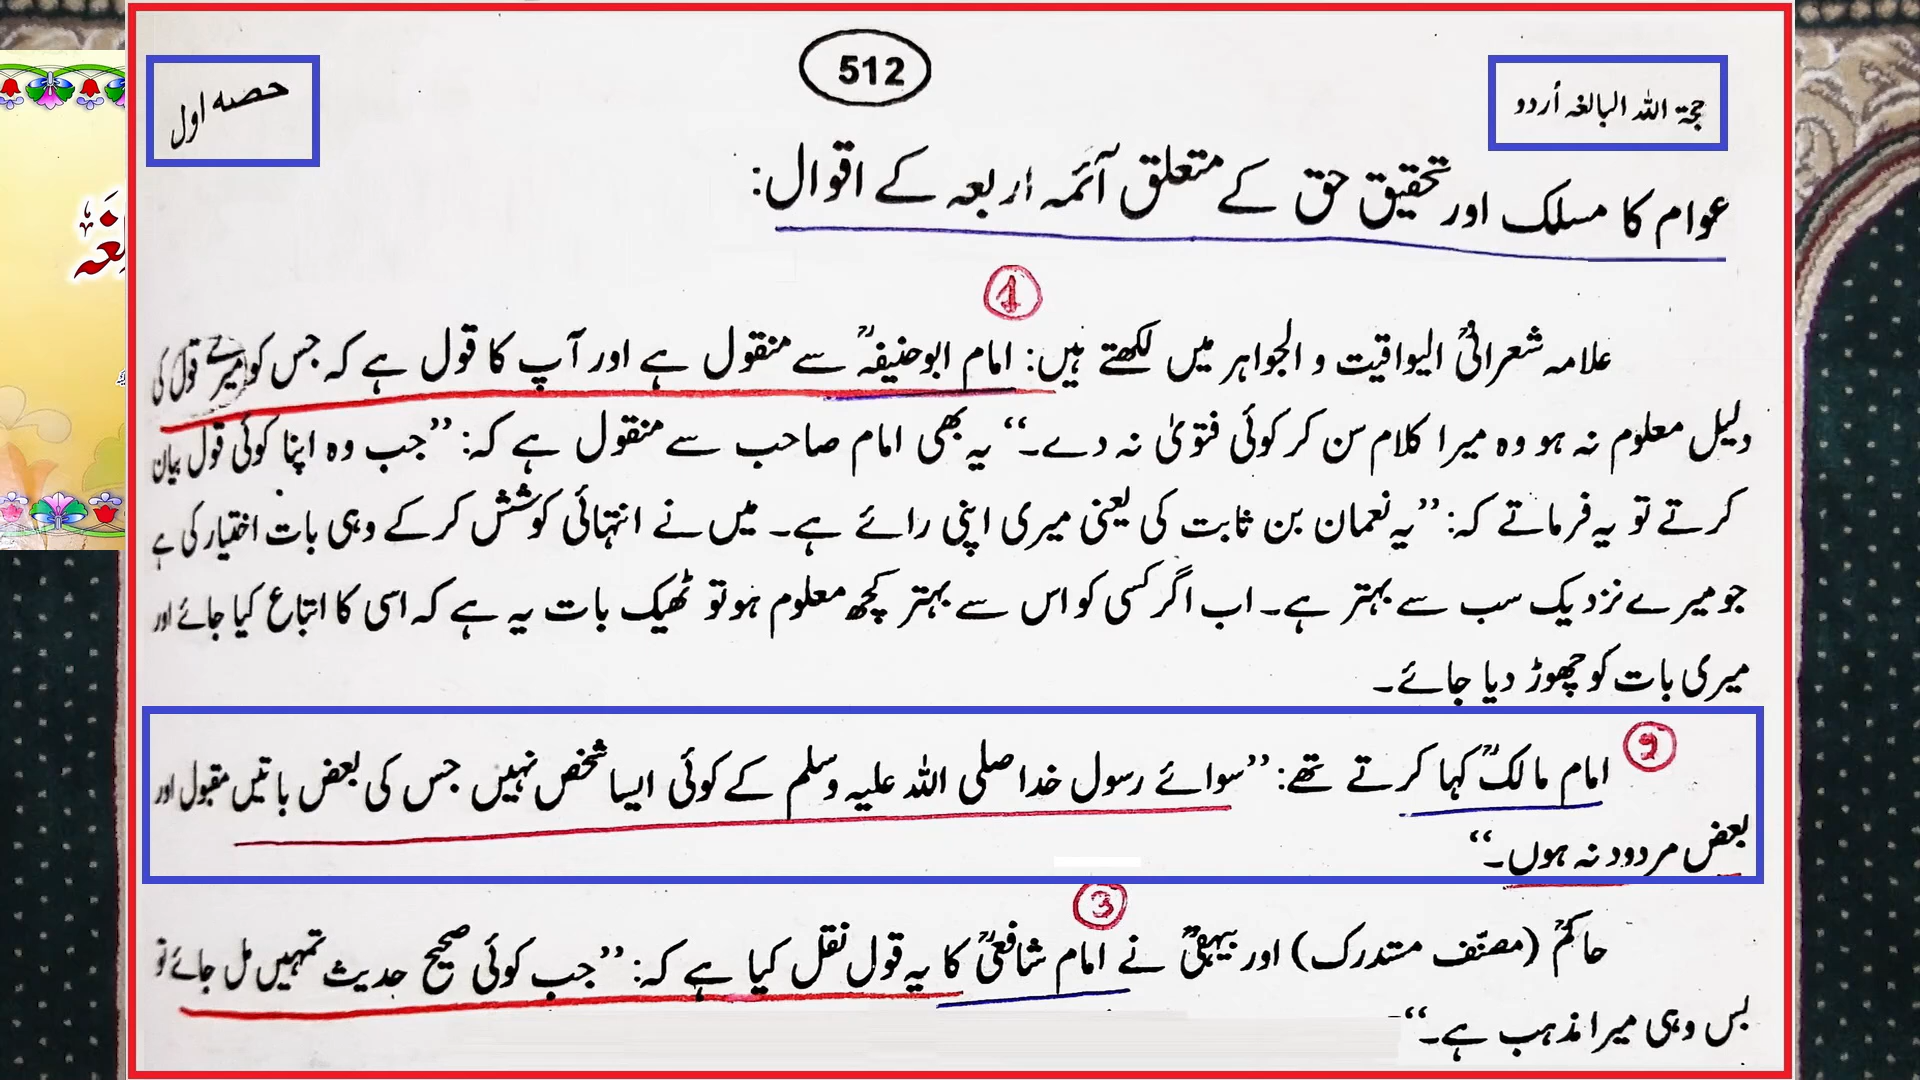 512
حجۃ اللہ البالغہ اُردو
حصہ اول
عوام کا مسلک اور تحقیق حق کے متعلق آئمہ اربعہ کے اقوال:
1
علامہ شعرانیؒ الیواقیت و الجواہر میں لکھتے ہیں: امام ابوحنیفہؒ سے منقول ہے اور آپ کا قول ہے کہ جس کو میرے قول کی
دلیل معلوم نہ ہو وہ میرا کلام سن کر کوئی فتویٰ نہ دے۔‘‘ یہ بھی امام صاحب سے منقول ہے کہ: ’’جب وہ اپنا کوئی قول بیان
کرتے تو یہ فرماتے کہ: ’’یہ نعمان بن ثابت کی یعنی میری اپنی رائے ہے۔ میں نے انتہائی کوشش کرکے وہی بات اختیار کی ہے
جو میرے نزدیک سب سے بہتر ہے۔ اب اگر کسی کو اس سے بہتر کچھ معلوم ہو تو ٹھیک بات یہ ہے کہ اسی کا اتباع کیا جائے اور
میری بات کو چھوڑ دیا جائے۔
2
امام مالکؒ کہا کرتے تھے: ’’سوائے رسول خدا صلی اللہ علیہ وسلم کے کوئی ایسا شخص نہیں جس کی بعض باتیں مقبول اور
بعض مردود نہ ہوں۔‘‘
3
حاکمؒ (مصنّف مستدرک) اور بیہقیؒ نے امام شافعیؒ کا یہ قول نقل کیا ہے کہ: ’’جب کوئی صحیح حدیث تمہیں مل جائے تو
بس وہی میرا مذہب ہے۔‘‘